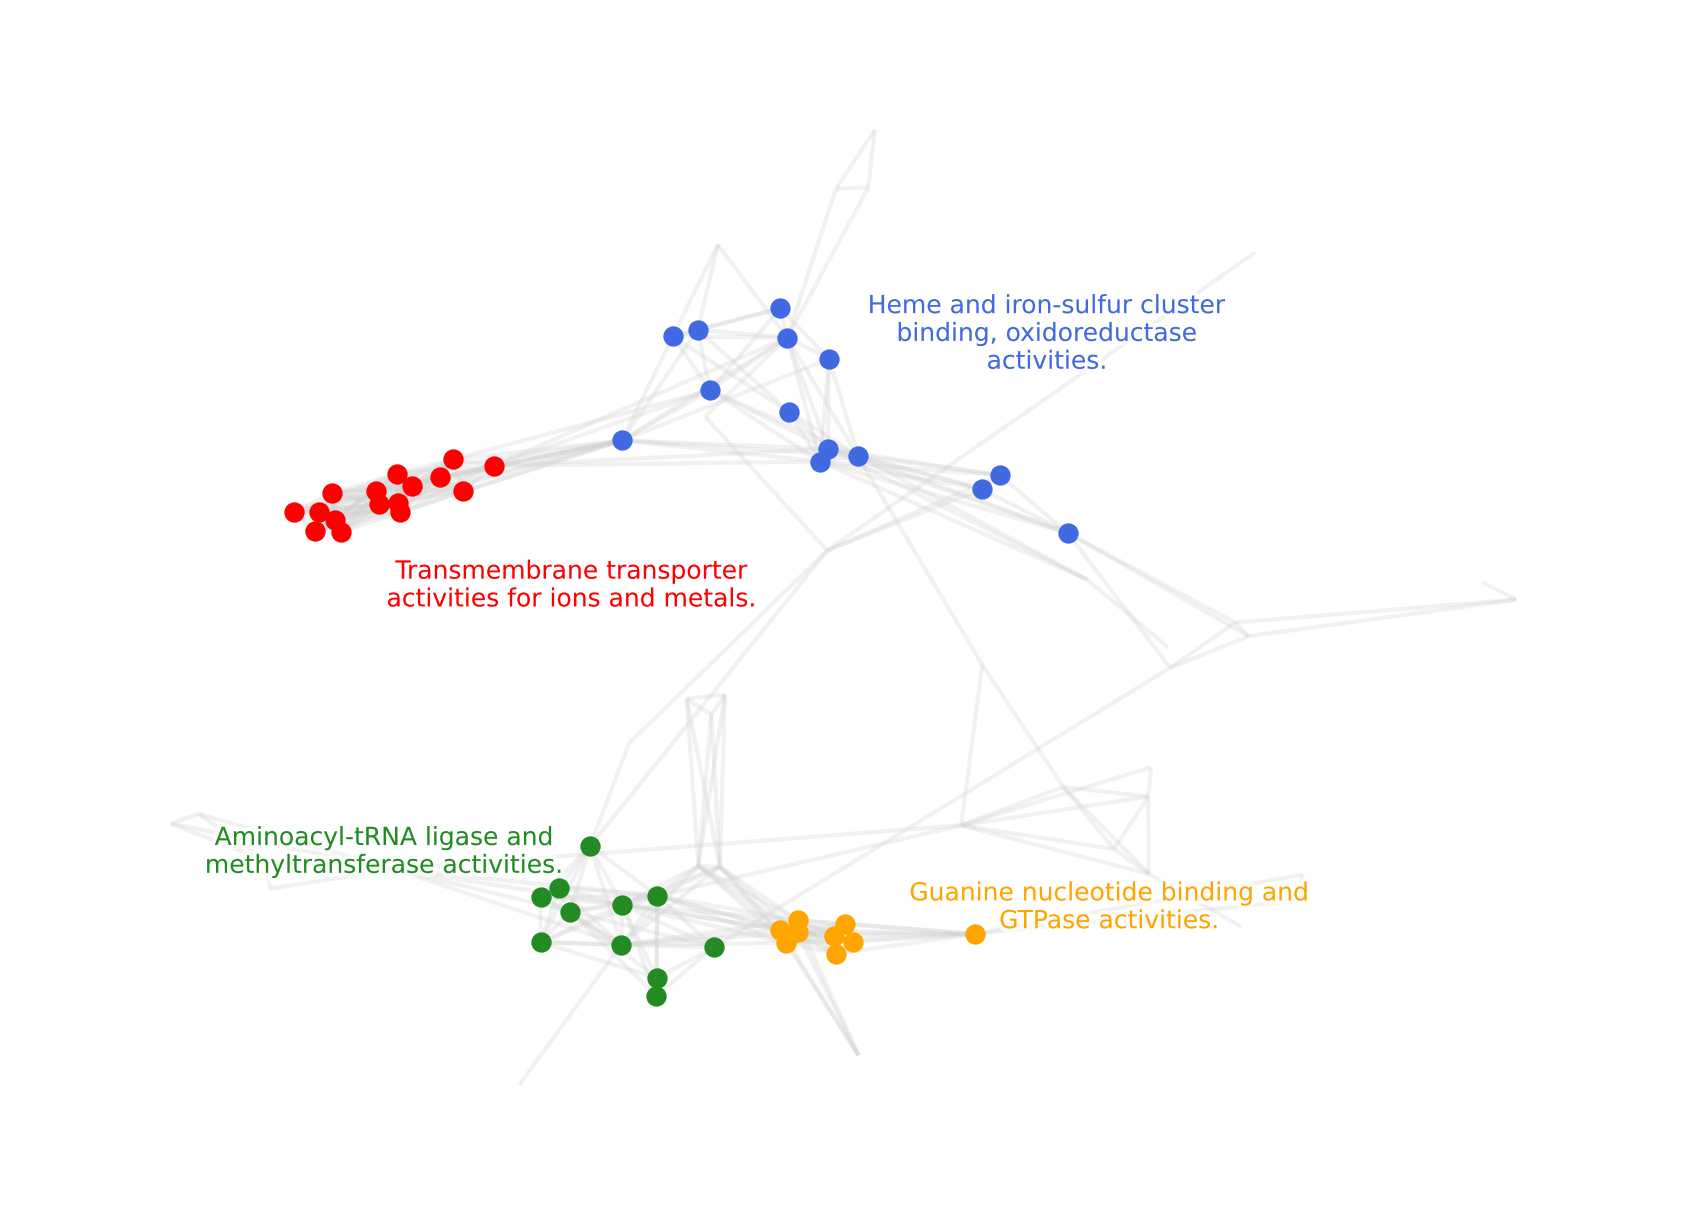 Heme and iron-sulfur cluster
binding, oxidoreductase
activities.
Transmembrane transporter
activities for ions and metals.
Aminoacyl-tRNA ligase and
methyltransferase activities.
Guanine nucleotide binding and
GTPase activities.